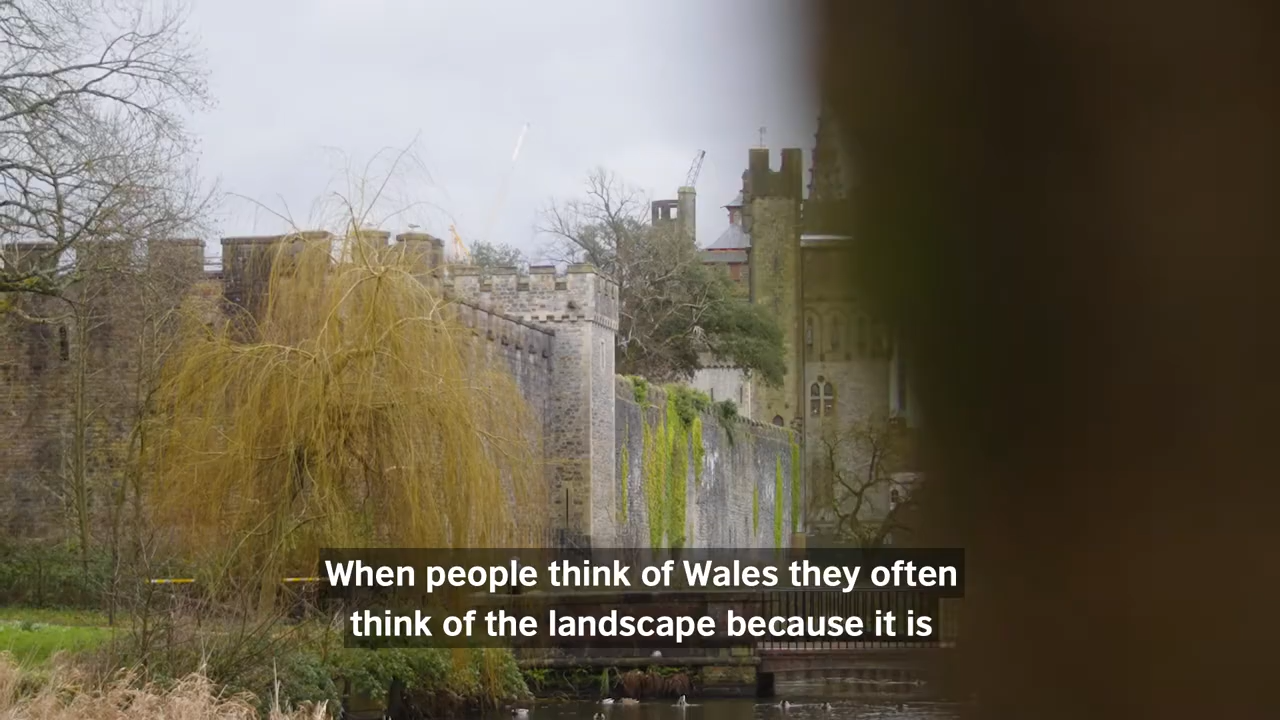 When people think of Wales they often
think of the landscape because it is